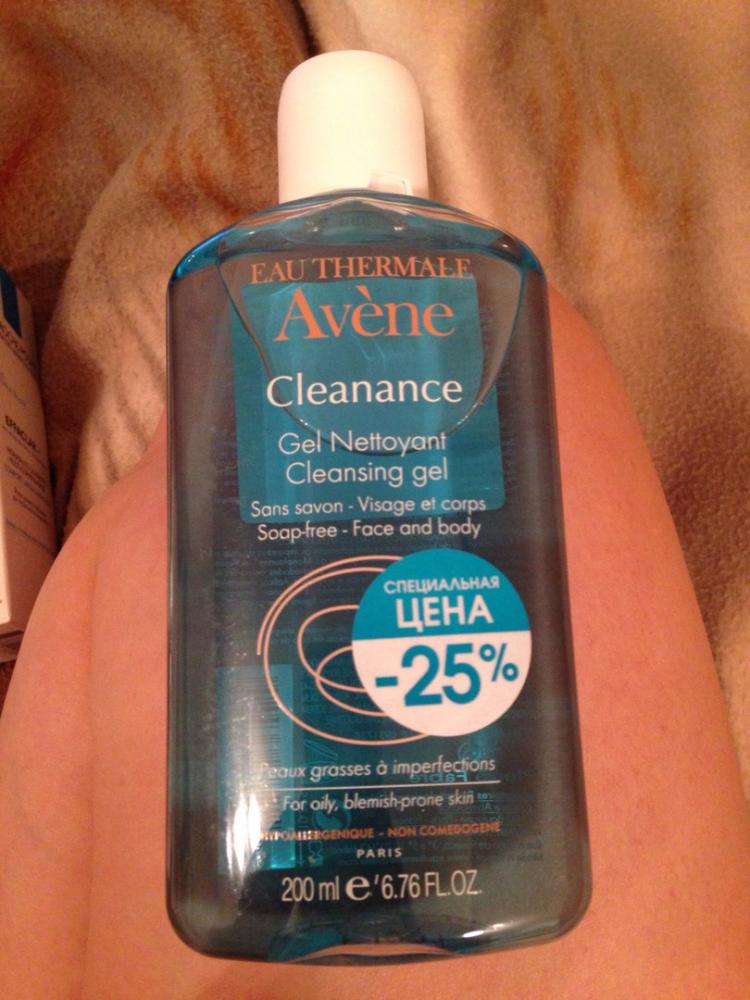 EAU THERMALE
Avène
Cleanance
Gel Nettoyant
Cleansing gel
Sans savon - Visage et corps
Soap-free - Face and body
СПЕЦИАЛЬНАЯ
ЦЕНА
-25%
Peaux grasses à imperfections
For oily, blemish-prone skin
HYPOALLERGENIQUE - NON COMEDOGENE
PARIS
200 ml e 6.76 FL.OZ.
EFFACLAR